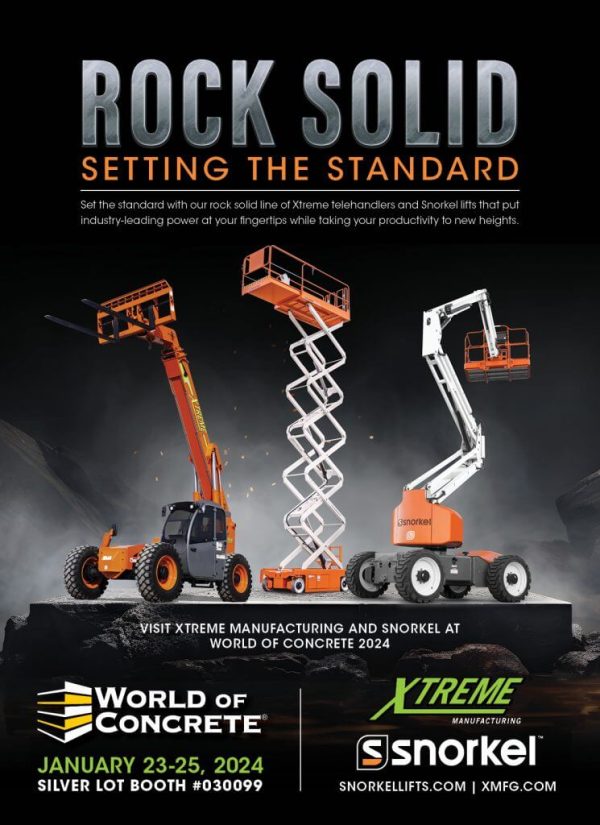 ROCK SOLID
SETTING THE STANDARD
Set the standard with our rock solid line of Xtreme telehandlers and Snorkel lifts that put
industry-leading power at your fingertips while taking your productivity to new heights.
XTREME
snorkel
VISIT XTREME MANUFACTURING AND SNORKEL AT
WORLD OF CONCRETE 2024
WORLD OF
CONCRETE®
JANUARY 23-25, 2024
SILVER LOT BOOTH #030099
XTREME
MANUFACTURING
snorkel™
SNORKELLIFTS.COM | XMFG.COM